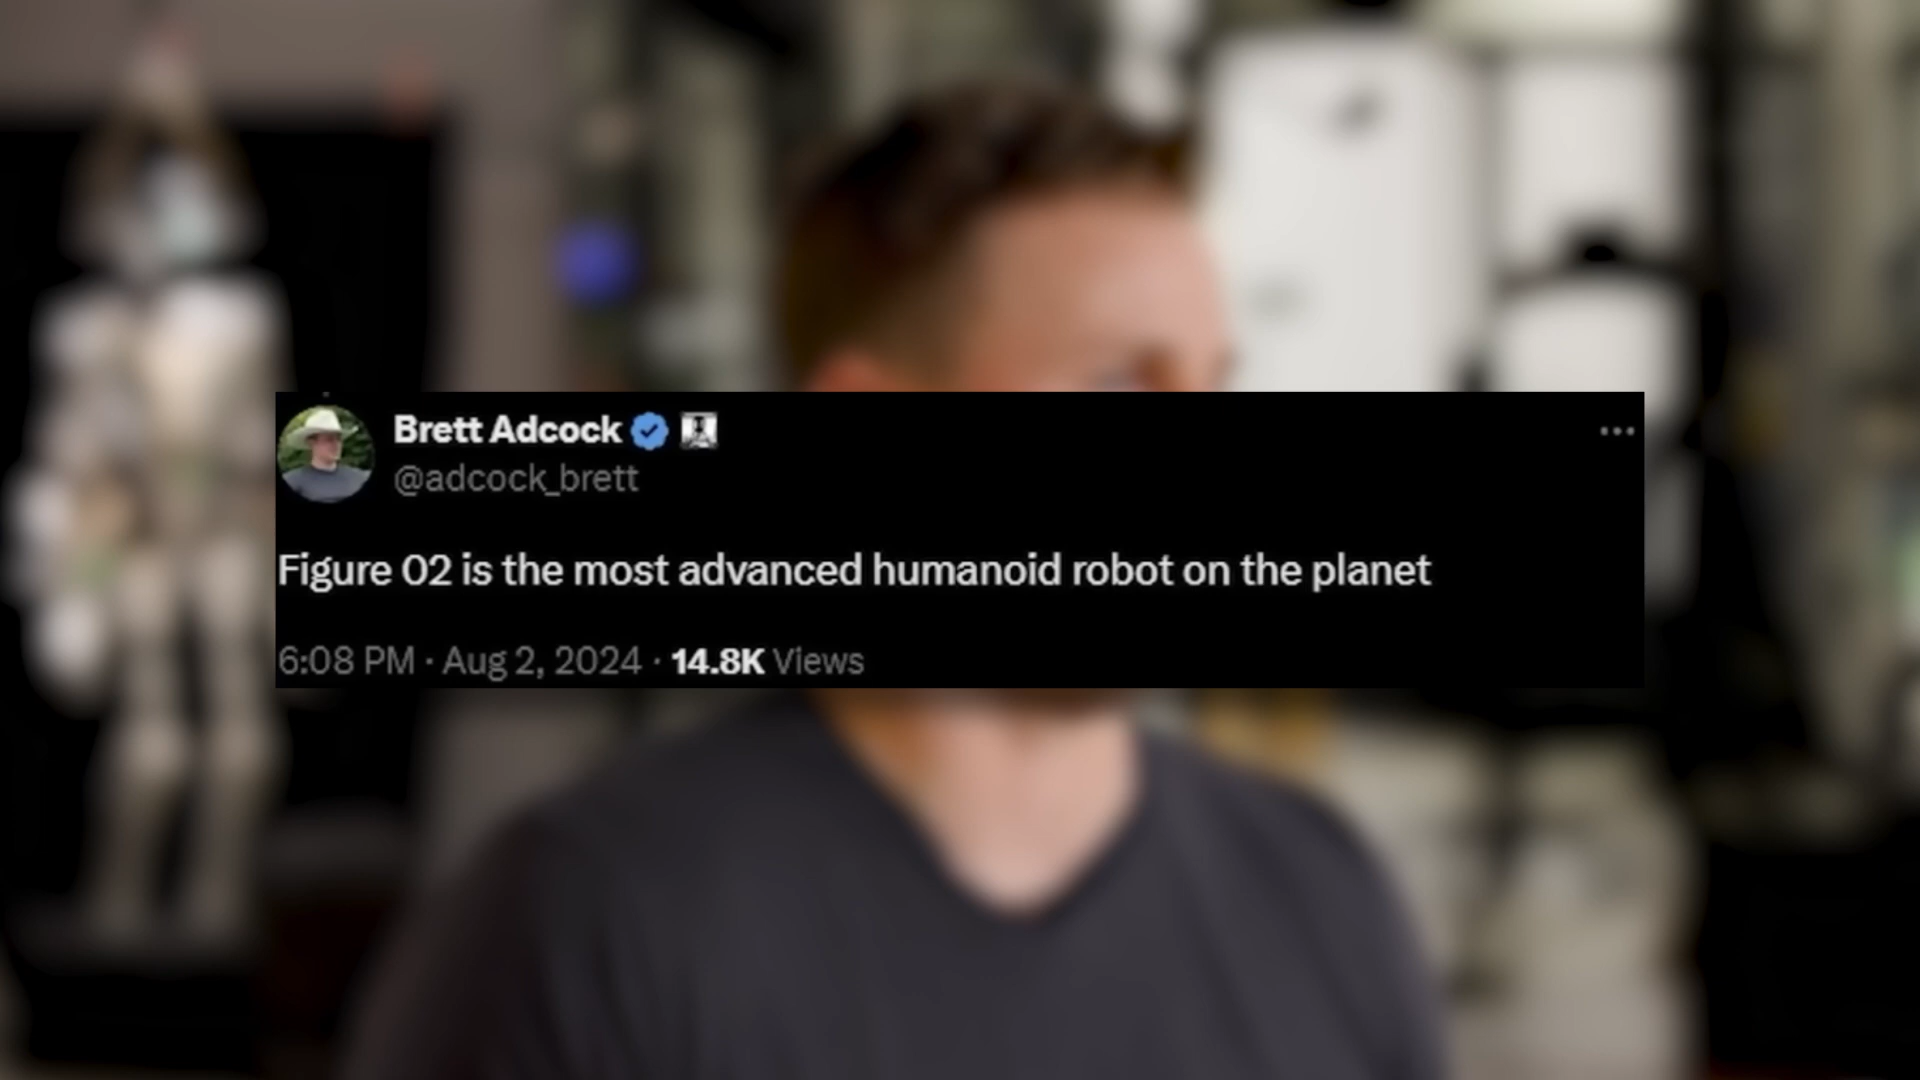 Brett Adcock
@adcock_brett
Figure 02 is the most advanced humanoid robot on the planet
6:08 PM · Aug 2, 2024 · 14.8K Views